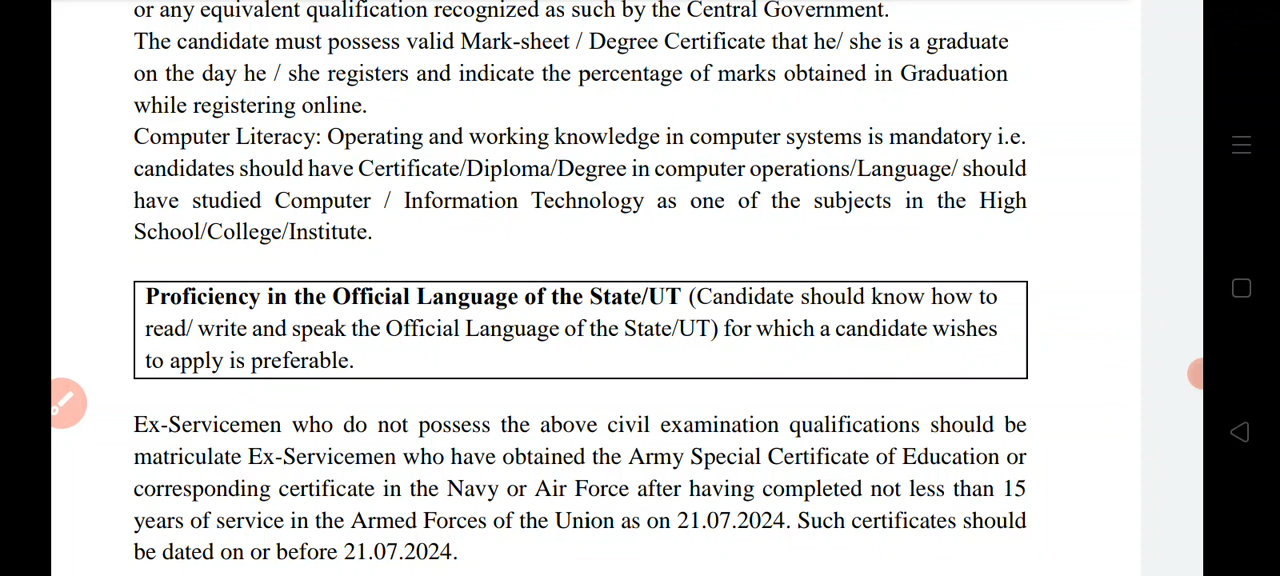 or any equivalent qualification recognized as such by the Central Government.
The candidate must possess valid Mark-sheet / Degree Certificate that he/ she is a graduate
on the day he / she registers and indicate the percentage of marks obtained in Graduation
while registering online.
Computer Literacy: Operating and working knowledge in computer systems is mandatory i.e.
candidates should have Certificate/Diploma/Degree in computer operations/Language/ should
have studied Computer / Information Technology as one of the subjects in the High
School/College/Institute.
Proficiency in the Official Language of the State/UT (Candidate should know how to
read/ write and speak the Official Language of the State/UT) for which a candidate wishes
to apply is preferable.
Ex-Servicemen who do not possess the above civil examination qualifications should be
matriculate Ex-Servicemen who have obtained the Army Special Certificate of Education or
corresponding certificate in the Navy or Air Force after having completed not less than 15
years of service in the Armed Forces of the Union as on 21.07.2024. Such certificates should
be dated on or before 21.07.2024.